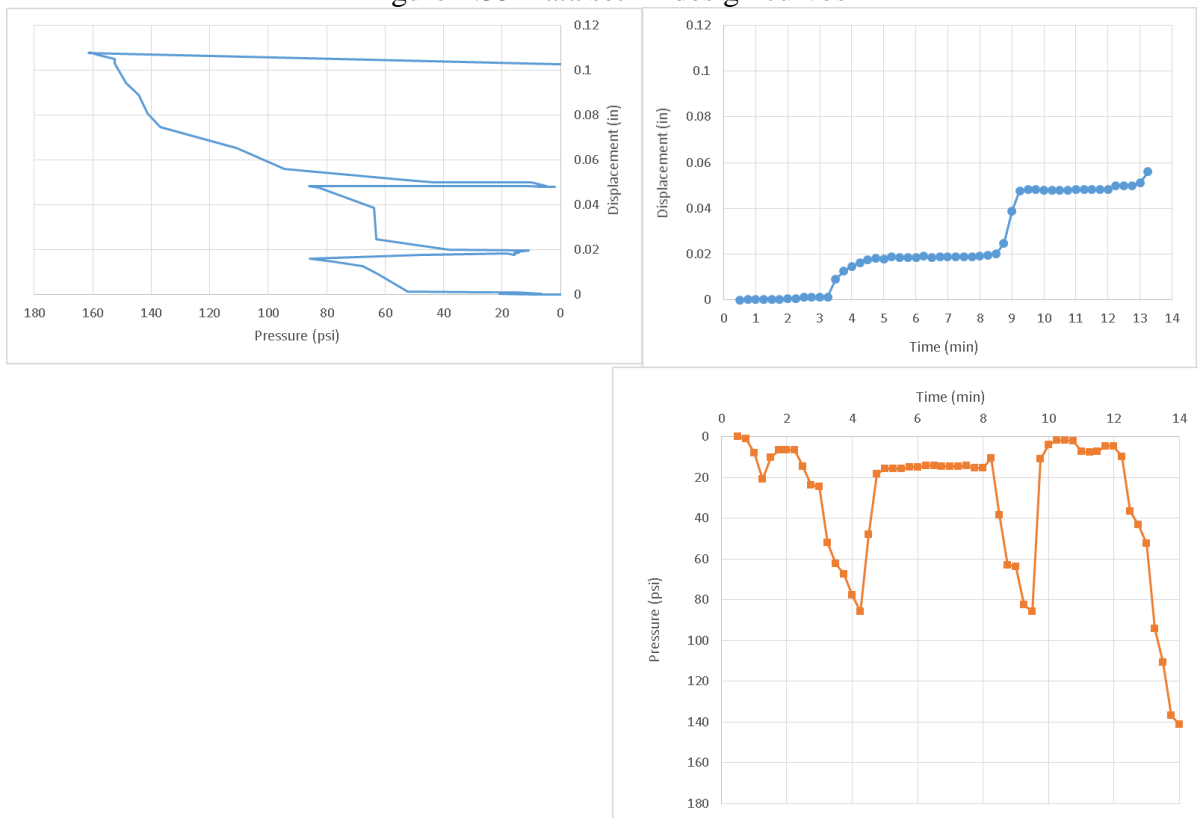 Data set design curves
0.12
0.1
0.08
0.06
0.04
0.02
0
Displacement (in)
180 160 140 120 100 80 60 40 20 0
Pressure (psi)
0.12
0.1
0.08
0.06
0.04
0.02
0
Displacement (in)
0 1 2 3 4 5 6 7 8 9 10 11 12 13 14
Time (min)
Time (min)
0 2 4 6 8 10 12 14
0
20
40
60
80
100
120
140
160
180
Pressure (psi)